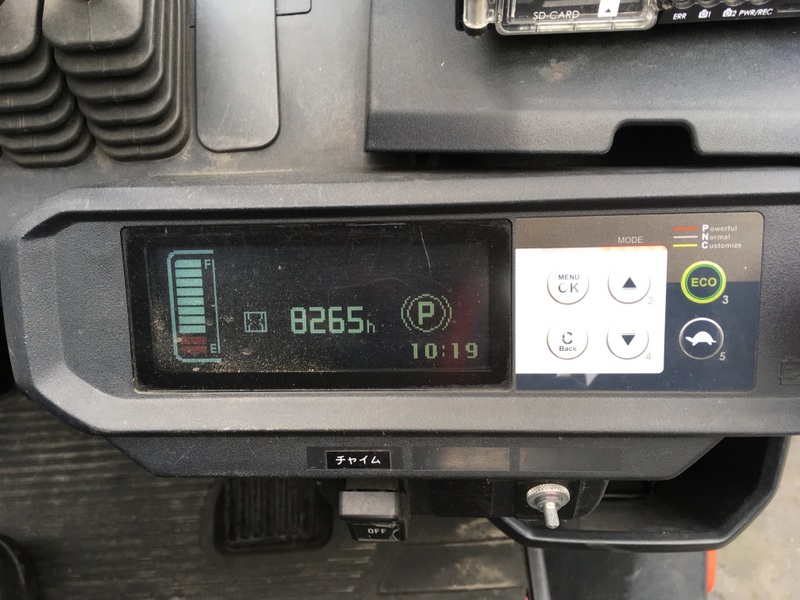 SD-CARD
ERR 1 2 PWR/REC
MODE
Powerful
Normal
Customize
F
E
8265h
P
10:19
MENU
OK
2
ECO
3
Back
4
5
チャイム
OFF